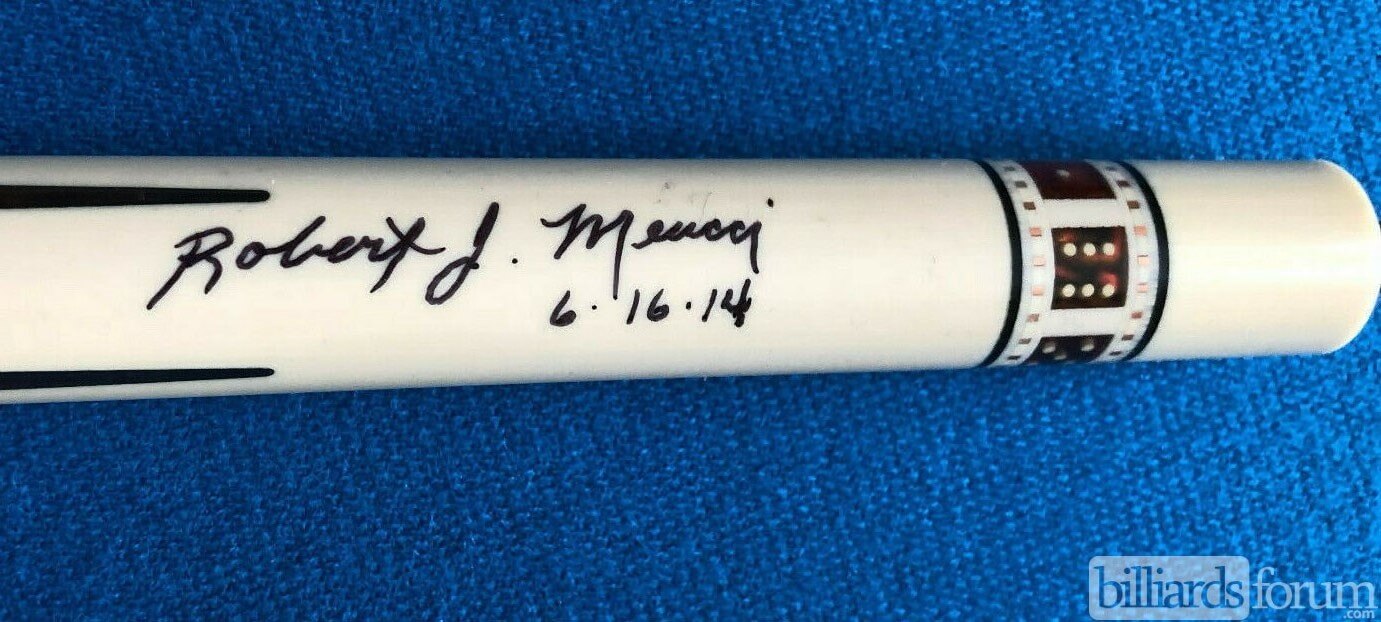 Robert J. Meucci
6.16.14
billiardsforum
.com